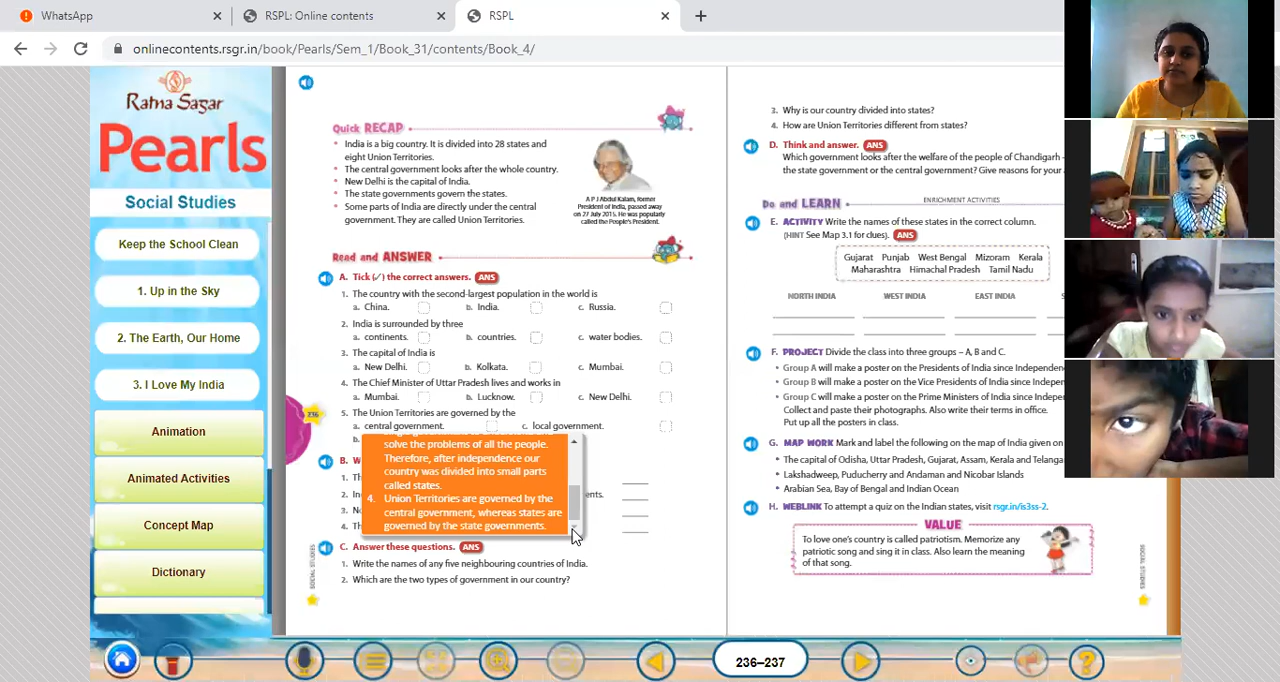 WhatsApp
RSPL: Online contents
RSPL
onlinecontents.rsgr.in/book/Pearls/Sem_1/Book_31/contents/Book_4/
Ratna Sagar
Pearls
Social Studies
Keep the School Clean
1. Up in the Sky
2. The Earth, Our Home
3. I Love My India
Animation
Animated Activities
Concept Map
Dictionary
Quick RECAP
India is a big country. It is divided into 28 states and
eight Union Territories.
The central government looks after the whole country.
New Delhi is the capital of India.
The state governments govern the states.
Some parts of India are directly under the central
government. They are called Union Territories.
A P J Abdul Kalam, former
President of India, passed away
on 27 July 2015. He was popularly
called the People's President.
Read and ANSWER
A. Tick (✓) the correct answers. ANS
1. The country with the second-largest population in the world is
a. China. b. India. c. Russia.
2. India is surrounded by three
a. continents. b. countries. c. water bodies.
3. The capital of India is
a. New Delhi. b. Kolkata. c. Mumbai.
4. The Chief Minister of Uttar Pradesh lives and works in
a. Mumbai. b. Lucknow. c. New Delhi.
236
5. The Union Territories are governed by the
a. central government. c. local government.
b.
solve the problems of all the people.
Therefore, after independence our
country was divided into small parts
called states.
4. Union Territories are governed by the
central government, whereas states are
governed by the state governments.
B. W
1. Th
2. In
ents.
3. N
4. Th
C. Answer these questions. ANS
1. Write the names of any five neighbouring countries of India.
2. Which are the two types of government in our country?
SOCIAL STUDIES
3. Why is our country divided into states?
4. How are Union Territories different from states?
D. Think and answer. ANS
Which government looks after the welfare of the people of Chandigarh –
the state government or the central government? Give reasons for your
Do and LEARN
ENRICHMENT ACTIVITIES
E. ACTIVITY Write the names of these states in the correct column.
(HINT See Map 3.1 for clues). ANS
Gujarat Punjab West Bengal Mizoram Kerala
Maharashtra Himachal Pradesh Tamil Nadu
NORTH INDIA WEST INDIA EAST INDIA S
F. PROJECT Divide the class into three groups – A, B and C.
Group A will make a poster on the Presidents of India since Independen
Group B will make a poster on the Vice Presidents of India since Indepen
Group C will make a poster on the Prime Ministers of India since Indepen
Collect and paste their photographs. Also write their terms in office.
Put up all the posters in class.
G. MAP WORK Mark and label the following on the map of India given on
The capital of Odisha, Uttar Pradesh, Gujarat, Assam, Kerala and Telanga
Lakshadweep, Puducherry and Andaman and Nicobar Islands
Arabian Sea, Bay of Bengal and Indian Ocean
H. WEBLINK To attempt a quiz on the Indian states, visit rsgr.in/is3ss-2.
VALUE
To love one's country is called patriotism. Memorize any
patriotic song and sing it in class. Also learn the meaning
of that song.
SOCIAL STUDIES
236–237